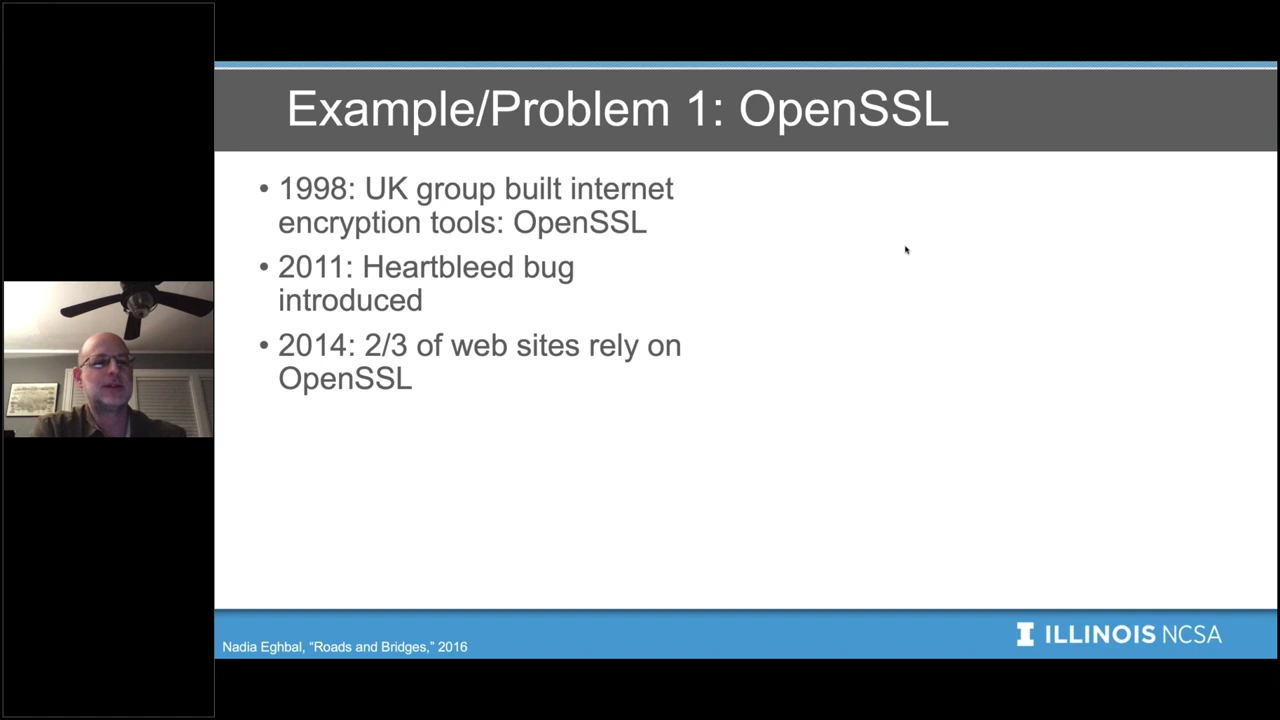 Example/Problem 1: OpenSSL
• 1998: UK group built internet
encryption tools: OpenSSL
• 2011: Heartbleed bug
introduced
• 2014: 2/3 of web sites rely on
OpenSSL
Nadia Eghbal, “Roads and Bridges,” 2016
I ILLINOIS NCSA